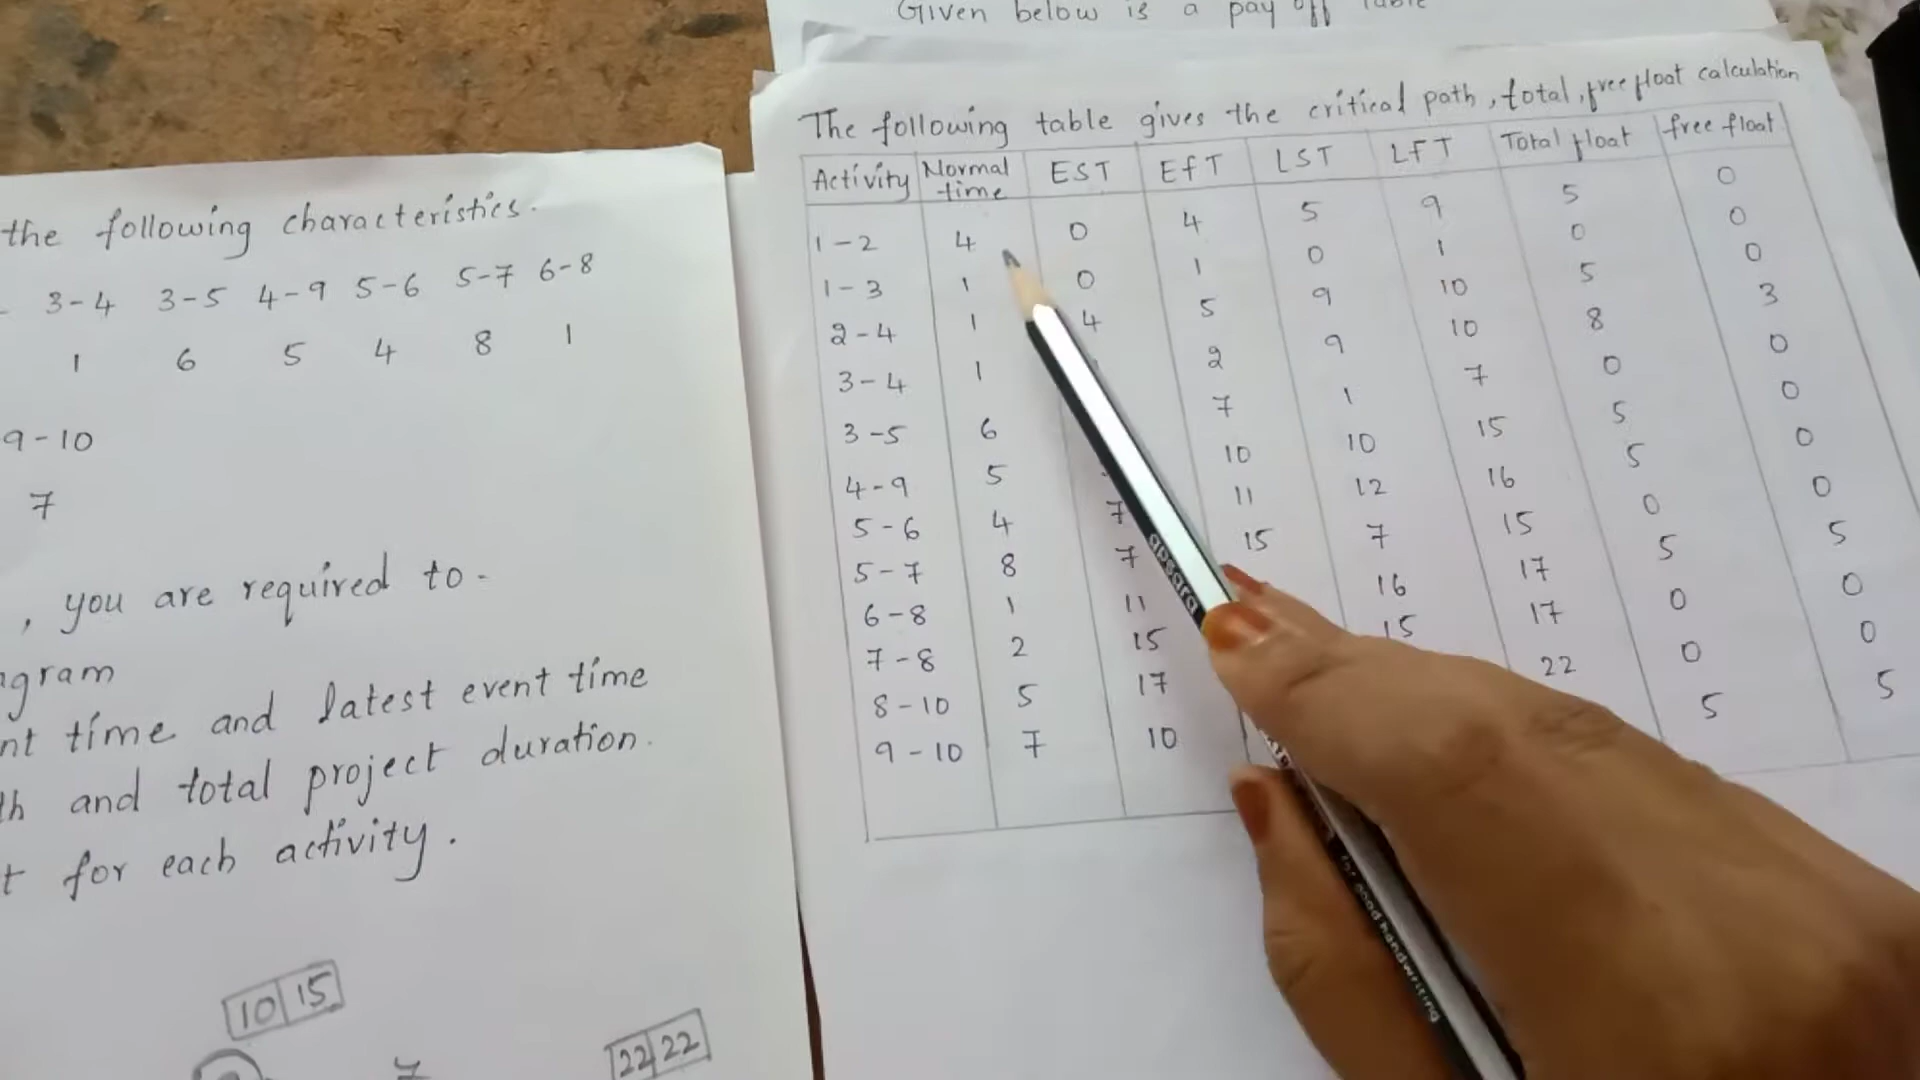 Given below is a pay off Table
the following characteristics.
3-4 3-5 4-9 5-6 5-7 6-8
1 6 5 4 8 1
9-10
7
, you are required to -
gram
nt time and latest event time
th and total project duration.
t for each activity.
10 15
22 22
7
The following table gives the critical path, total, free float calculation
Activity Normal time EST EfT LST LFT Total float free float
1-2 4 0 4 5 9 5 0
1-3 1 0 1 0 1 0 0
2-4 1 4 5 9 10 5 0
3-4 1 2 9 10 8 3
3-5 6 7 1 7 0 0
4-9 5 10 10 15 5 0
5-6 4 7 11 12 16 5 0
5-7 8 7 15 7 15 0 0
6-8 1 11 16 17 5 5
7-8 2 15 15 17 0 0
8-10 5 17 22 0 0
9-10 7 10 5 5
apsara
for good handwriting